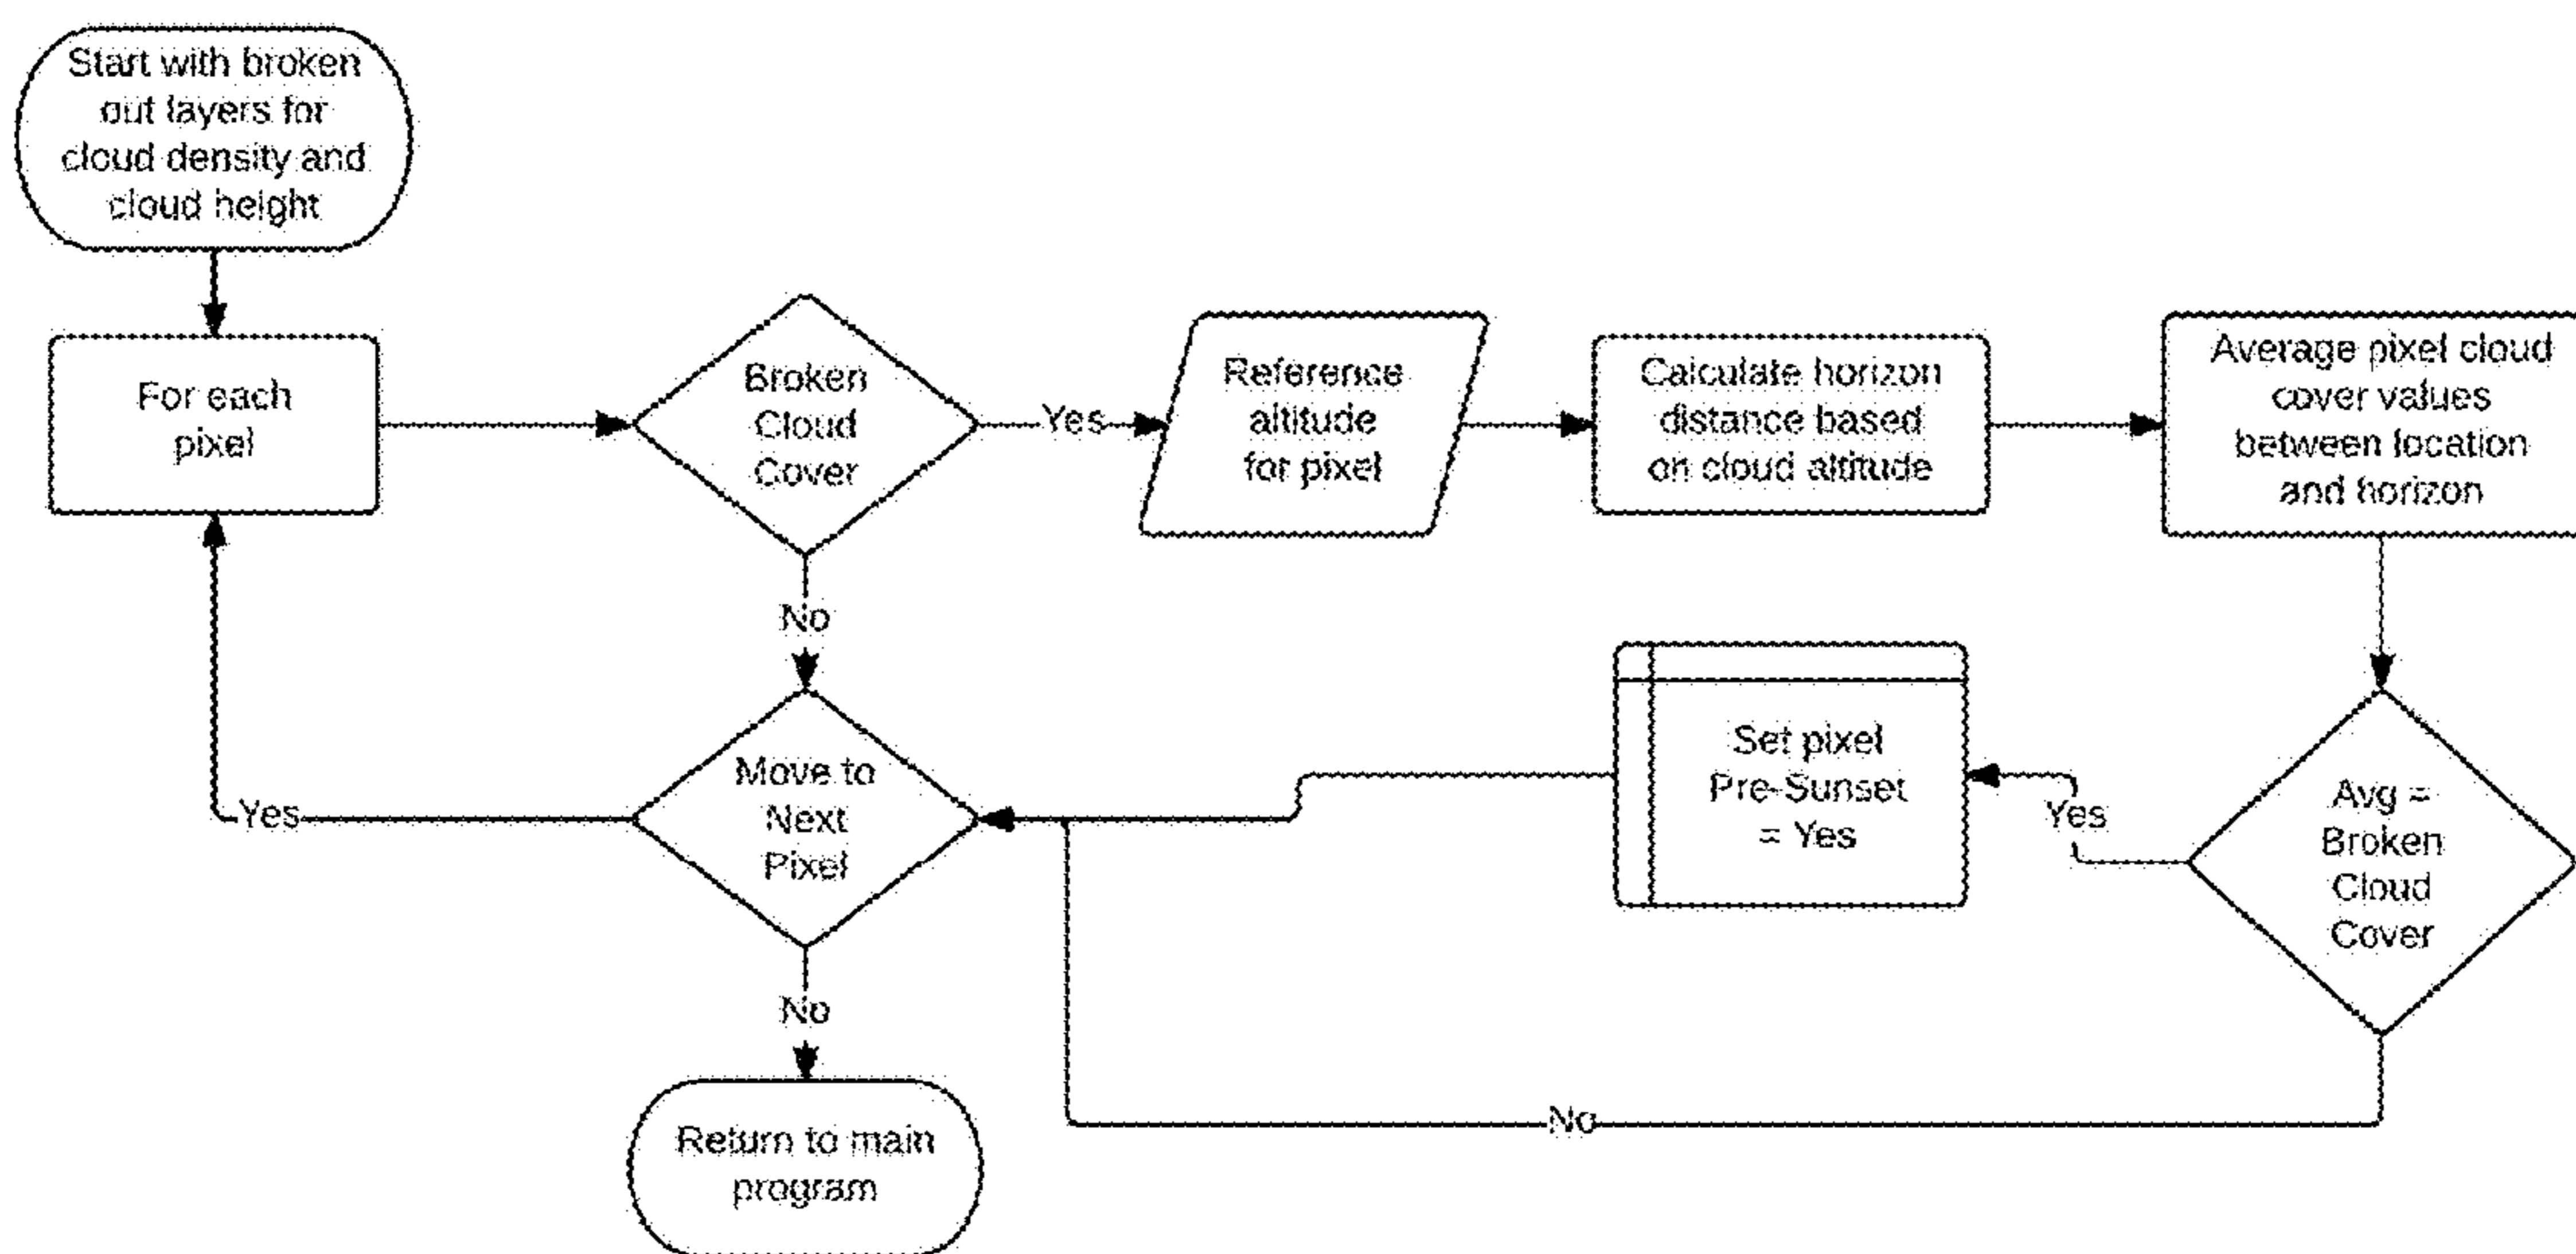 Start with broken
out layers for
cloud density and
cloud height
For each
pixel
Broken
Cloud
Cover
Yes
Reference
altitude
for pixel
Calculate horizon
distance based
on cloud altitude
Average pixel cloud
cover values
between location
and horizon
No
Move to
Next
Pixel
Yes
Set pixel
Pre-Sunset
= Yes
Yes
Avg =
Broken
Cloud
Cover
No
No
Return to main
program